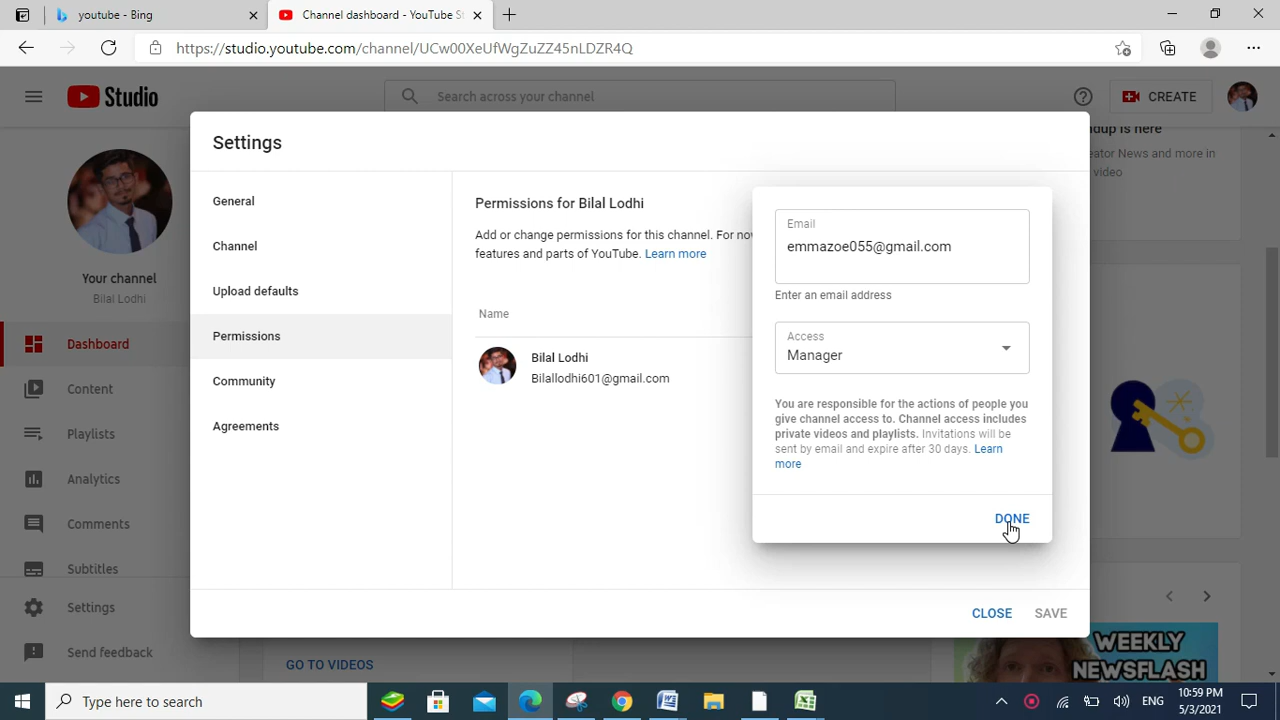 youtube - Bing
Channel dashboard - YouTube St
https://studio.youtube.com/channel/UCw00XeUfWgZuZZ45nLDZR4Q
Studio
Search across your channel
CREATE
Your channel
Bilal Lodhi
Dashboard
Content
Playlists
Analytics
Comments
Subtitles
Settings
Send feedback
Settings
General
Channel
Upload defaults
Permissions
Community
Agreements
Permissions for Bilal Lodhi
Add or change permissions for this channel. For now
features and parts of YouTube. Learn more
Name
Bilal Lodhi
Bilallodhi601@gmail.com
Email
emmazoe055@gmail.com
Enter an email address
Access
Manager
You are responsible for the actions of people you
give channel access to. Channel access includes
private videos and playlists. Invitations will be
sent by email and expire after 30 days. Learn
more
DONE
CLOSE
SAVE
ndup is here
eator News and more in
video
GO TO VIDEOS
WEEKLY
NEWSFLASH
Type here to search
ENG
10:59 PM
5/3/2021